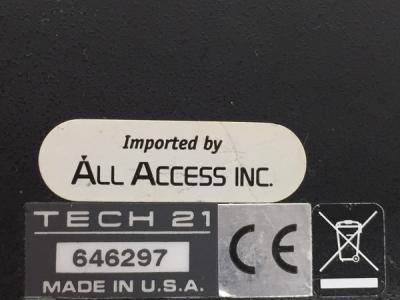 Imported by
ALL ACCESS INC.
TECH 21
646297
MADE IN U.S.A.
CE